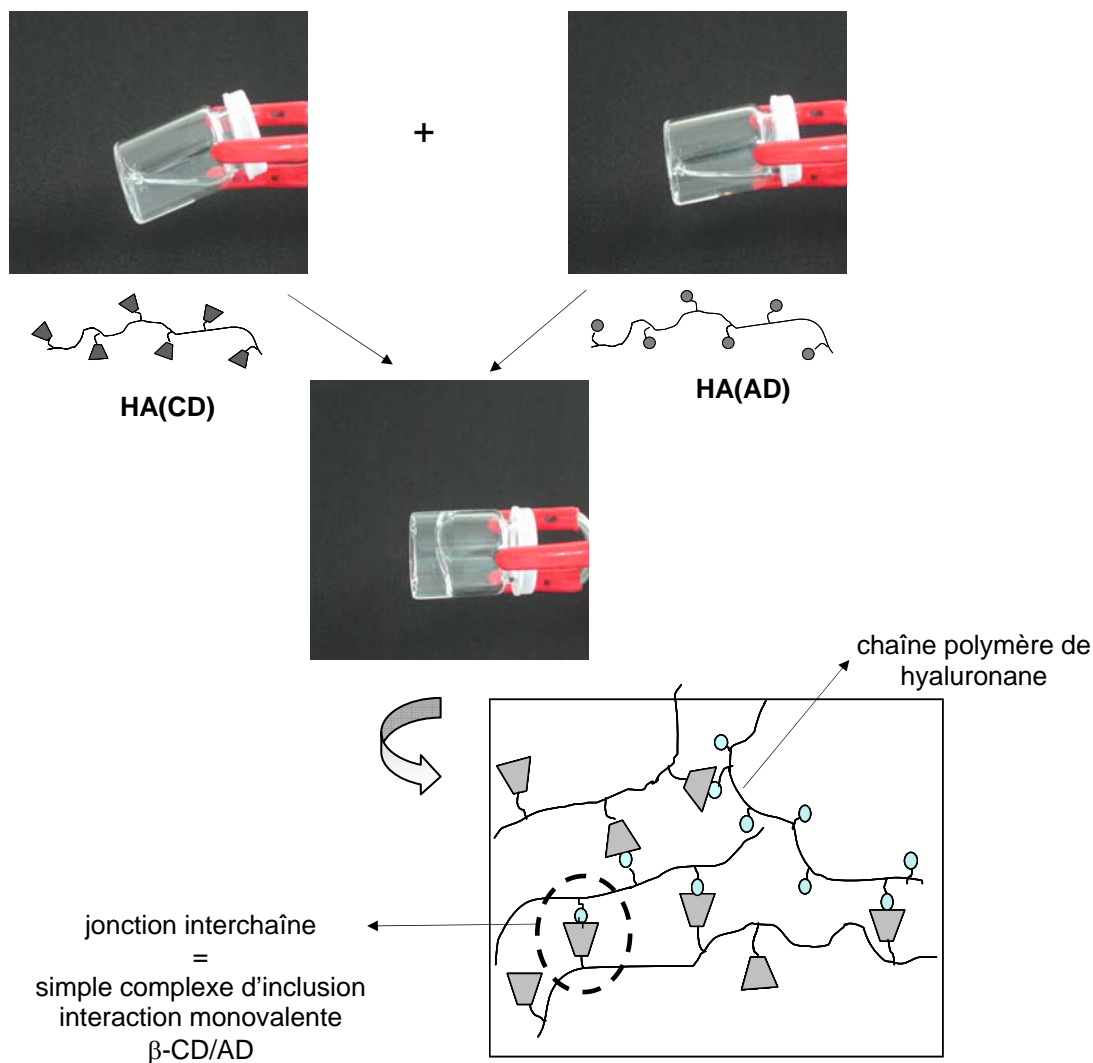 +
HA(CD)
HA(AD)
chaîne polymère de
hyaluronane
jonction interchaîne
=
simple complexe d'inclusion
interaction monovalente
β-CD/AD